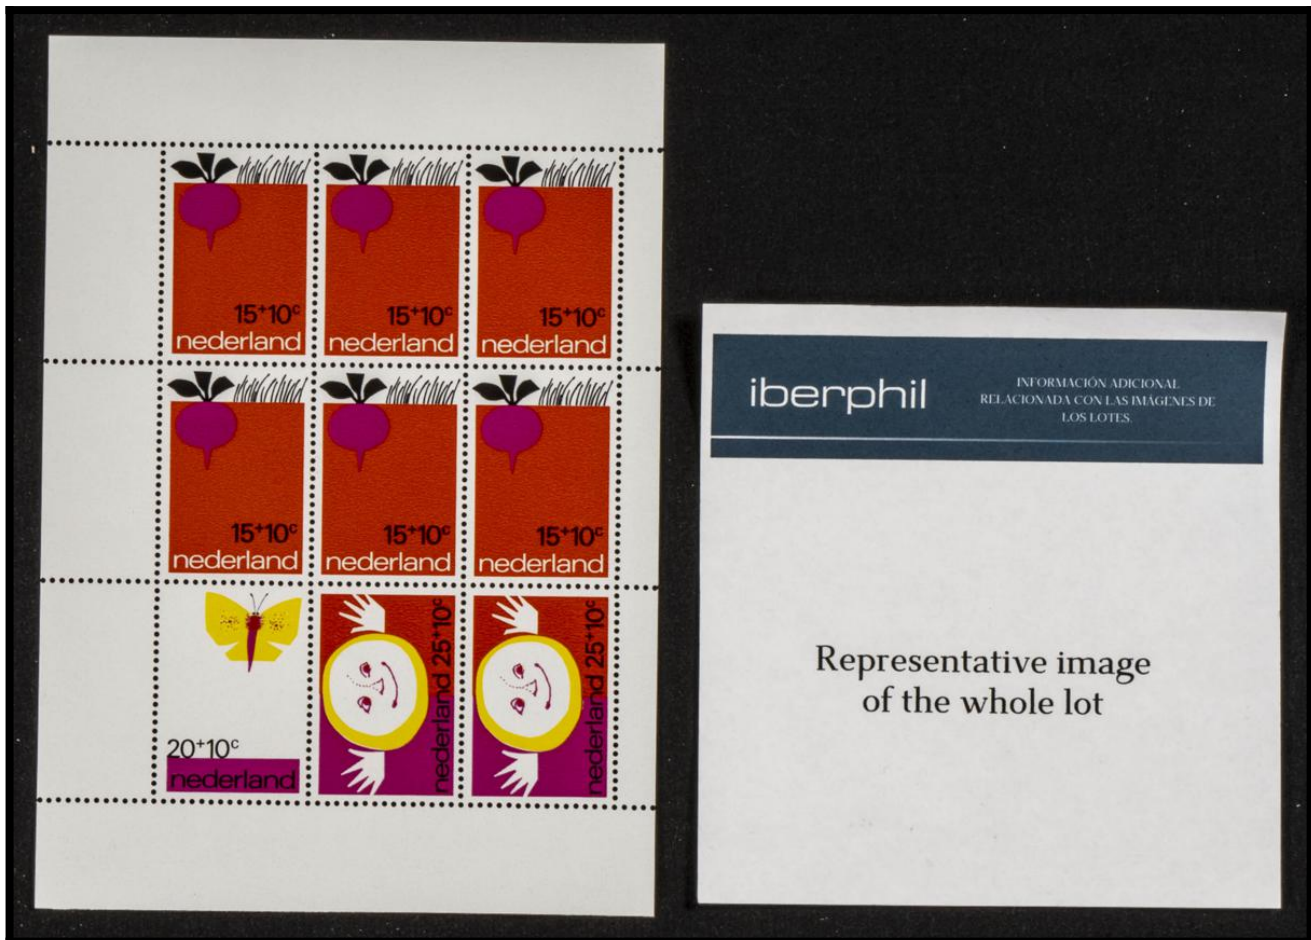 15+10c
nederland
15+10c
nederland
15+10c
nederland
15+10c
nederland
15+10c
nederland
15+10c
nederland
20+10c
nederland
nederland 25+10c
nederland 25+10c
iberphil
INFORMACIÓN ADICIONAL
RELACIONADA CON LAS IMÁGENES DE
LOS LOTES.
Representative image
of the whole lot